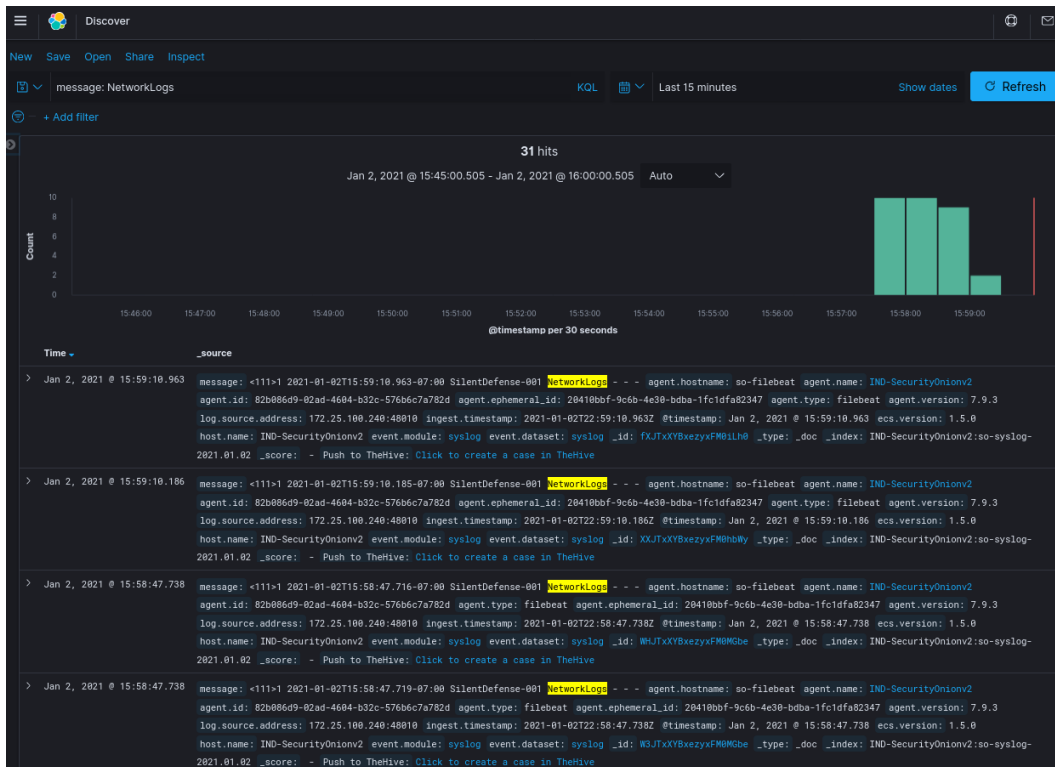 Discover
New Save Open Share Inspect
message: NetworkLogs KQL Last 15 minutes Show dates Refresh
+ Add filter
31 hits
Jan 2, 2021 @ 15:45:00.505 - Jan 2, 2021 @ 16:00:00.505 Auto
10
8
6
4
2
0
Count
15:46:00 15:47:00 15:48:00 15:49:00 15:50:00 15:51:00 15:52:00 15:53:00 15:54:00 15:55:00 15:56:00 15:57:00 15:58:00 15:59:00
@timestamp per 30 seconds
Time _source
Jan 2, 2021 @ 15:59:10.963 message: <111>1 2021-01-02T15:59:10.963-07:00 SilentDefense-001 NetworkLogs - - - agent.hostname: so-filebeat agent.name: IND-SecurityOnionv2
agent.id: 82b086d9-02ad-4604-b32c-576b6c7a782d agent.ephemeral_id: 20410bbf-9c6b-4e30-bdba-1fc1dfa82347 agent.type: filebeat agent.version: 7.9.3
log.source.address: 172.25.100.240:48010 ingest.timestamp: 2021-01-02T22:59:10.963Z @timestamp: Jan 2, 2021 @ 15:59:10.963 ecs.version: 1.5.0
host.name: IND-SecurityOnionv2 event.module: syslog event.dataset: syslog _id: fXJTxXYBxezyxFM0iLh0 _type: _doc _index: IND-SecurityOnionv2:so-syslog-
2021.01.02 _score: - Push to TheHive: Click to create a case in TheHive
Jan 2, 2021 @ 15:59:10.186 message: <111>1 2021-01-02T15:59:10.185-07:00 SilentDefense-001 NetworkLogs - - - agent.hostname: so-filebeat agent.name: IND-SecurityOnionv2
agent.id: 82b086d9-02ad-4604-b32c-576b6c7a782d agent.ephemeral_id: 20410bbf-9c6b-4e30-bdba-1fc1dfa82347 agent.type: filebeat agent.version: 7.9.3
log.source.address: 172.25.100.240:48010 ingest.timestamp: 2021-01-02T22:59:10.186Z @timestamp: Jan 2, 2021 @ 15:59:10.186 ecs.version: 1.5.0
host.name: IND-SecurityOnionv2 event.module: syslog event.dataset: syslog _id: XXJTxXYBxezyxFM0hbWy _type: _doc _index: IND-SecurityOnionv2:so-syslog-
2021.01.02 _score: - Push to TheHive: Click to create a case in TheHive
Jan 2, 2021 @ 15:58:47.738 message: <111>1 2021-01-02T15:58:47.716-07:00 SilentDefense-001 NetworkLogs - - - agent.hostname: so-filebeat agent.name: IND-SecurityOnionv2
agent.id: 82b086d9-02ad-4604-b32c-576b6c7a782d agent.type: filebeat agent.ephemeral_id: 20410bbf-9c6b-4e30-bdba-1fc1dfa82347 agent.version: 7.9.3
log.source.address: 172.25.100.240:48010 ingest.timestamp: 2021-01-02T22:58:47.738Z @timestamp: Jan 2, 2021 @ 15:58:47.738 ecs.version: 1.5.0
host.name: IND-SecurityOnionv2 event.module: syslog event.dataset: syslog _id: WHJTxXYBxezyxFM0MGbe _type: _doc _index: IND-SecurityOnionv2:so-syslog-
2021.01.02 _score: - Push to TheHive: Click to create a case in TheHive
Jan 2, 2021 @ 15:58:47.738 message: <111>1 2021-01-02T15:58:47.719-07:00 SilentDefense-001 NetworkLogs - - - agent.hostname: so-filebeat agent.name: IND-SecurityOnionv2
agent.id: 82b086d9-02ad-4604-b32c-576b6c7a782d agent.type: filebeat agent.ephemeral_id: 20410bbf-9c6b-4e30-bdba-1fc1dfa82347 agent.version: 7.9.3
log.source.address: 172.25.100.240:48010 ingest.timestamp: 2021-01-02T22:58:47.738Z @timestamp: Jan 2, 2021 @ 15:58:47.738 ecs.version: 1.5.0
host.name: IND-SecurityOnionv2 event.module: syslog event.dataset: syslog _id: W3JTxXYBxezyxFM0MGbe _type: _doc _index: IND-SecurityOnionv2:so-syslog-
2021.01.02 _score: - Push to TheHive: Click to create a case in TheHive